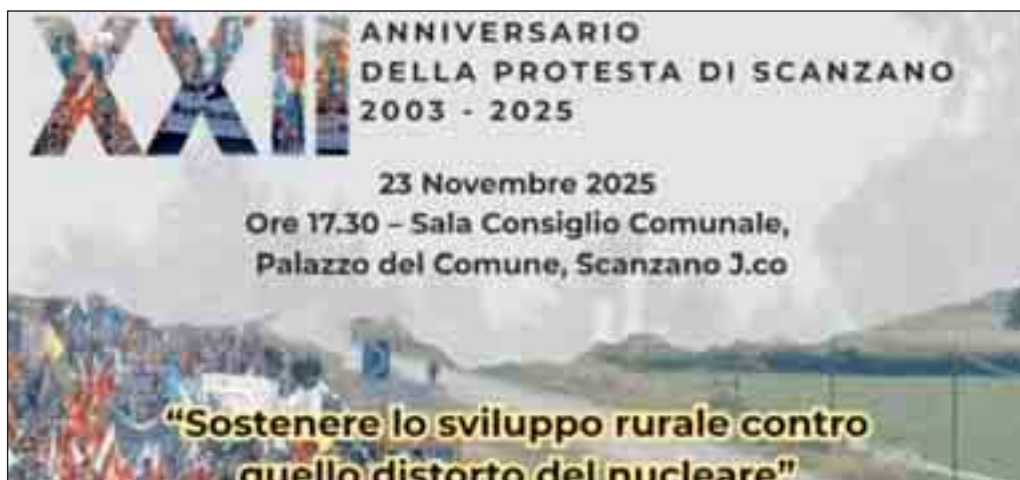 XXII
ANNIVERSARIO
DELLA PROTESTA DI SCANZANO
2003 - 2025
23 Novembre 2025
Ore 17.30 – Sala Consiglio Comunale,
Palazzo del Comune, Scanzano J.co
“Sostenere lo sviluppo rurale contro
quello distorto del nucleare”